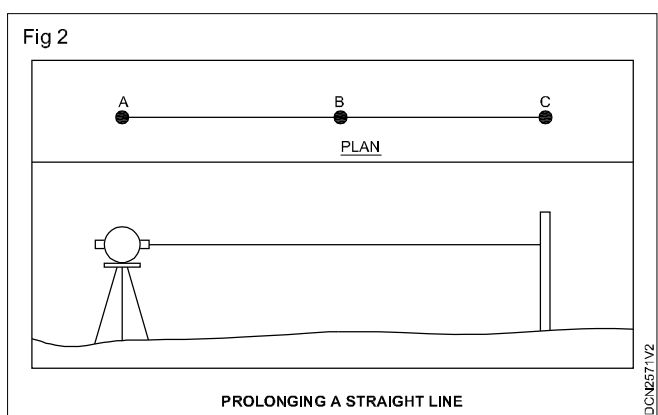 Fig 2
A B C
PLAN
PROLONGING A STRAIGHT LINE
DCN2571V2